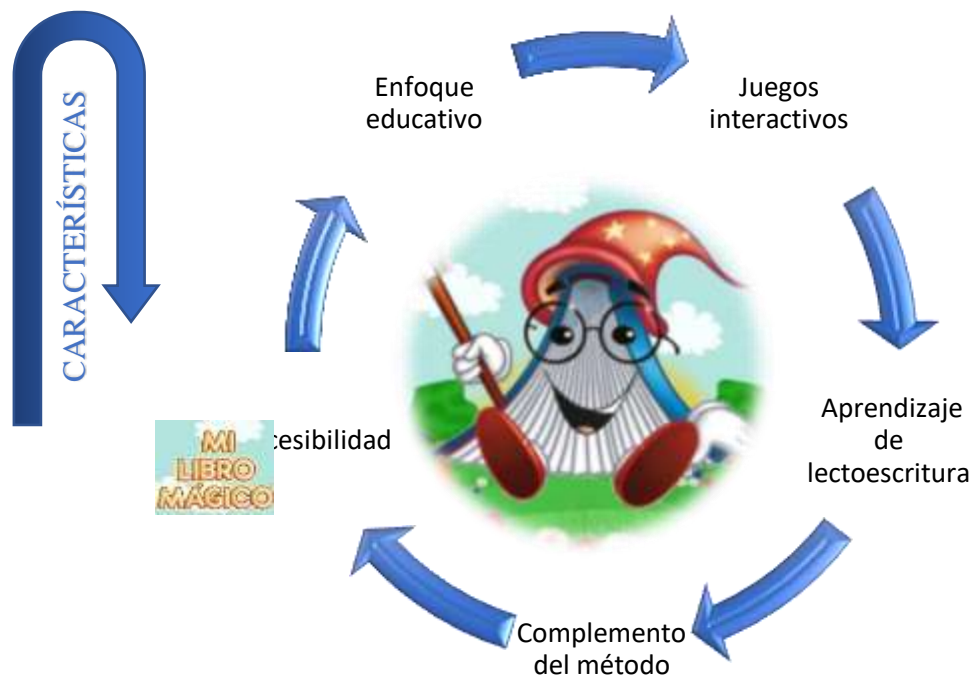 CARACTERÍSTICAS
Enfoque
educativo
Juegos
interactivos
Aprendizaje
de
lectoescritura
Complemento
del método
cesibilidad
MI
LIBRO
MÁGICO